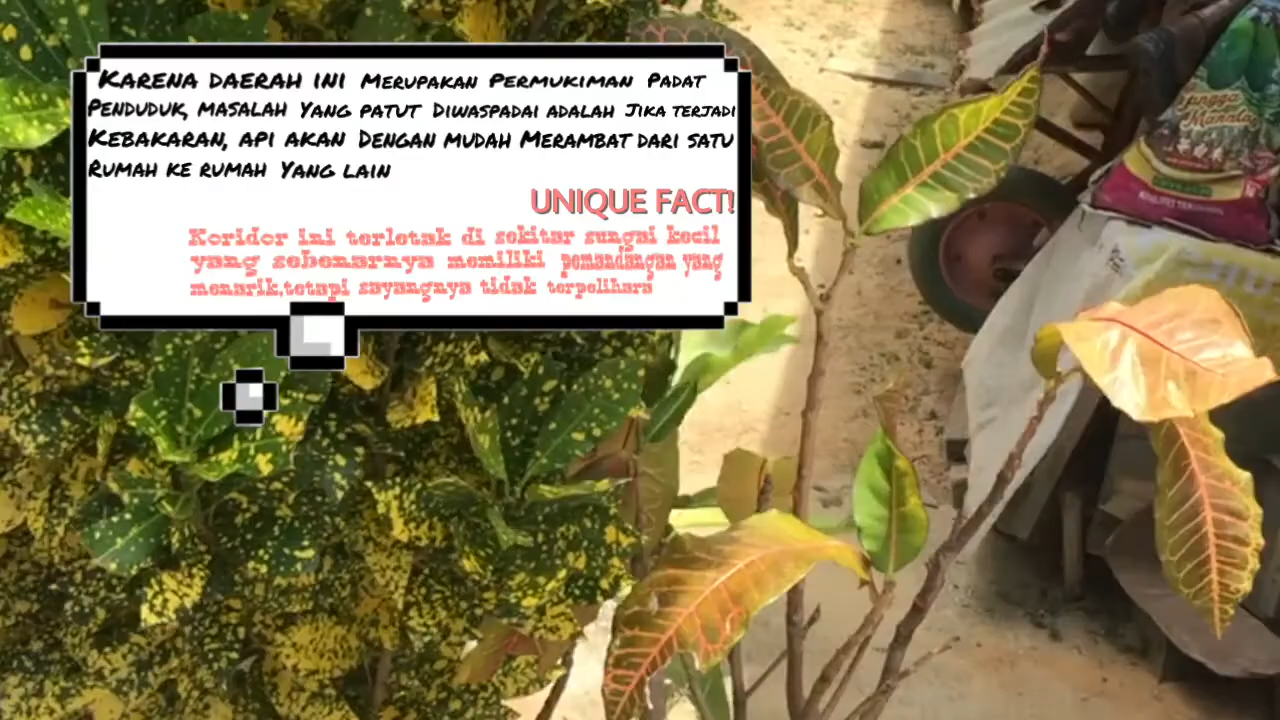 Karena daerah ini Merupakan Permukiman Padat
Penduduk, masalah Yang patut Diwaspadai adalah Jika terjadi
Kebakaran, api akan Dengan mudah Merambat dari satu
Rumah ke rumah Yang lain
UNIQUE FACT!
Koridor ini terletak di sekitar sungai kecil
yang sebenarnya memiliki pemandangan yang
menarik,tetapi sayangnya tidak terpelihara